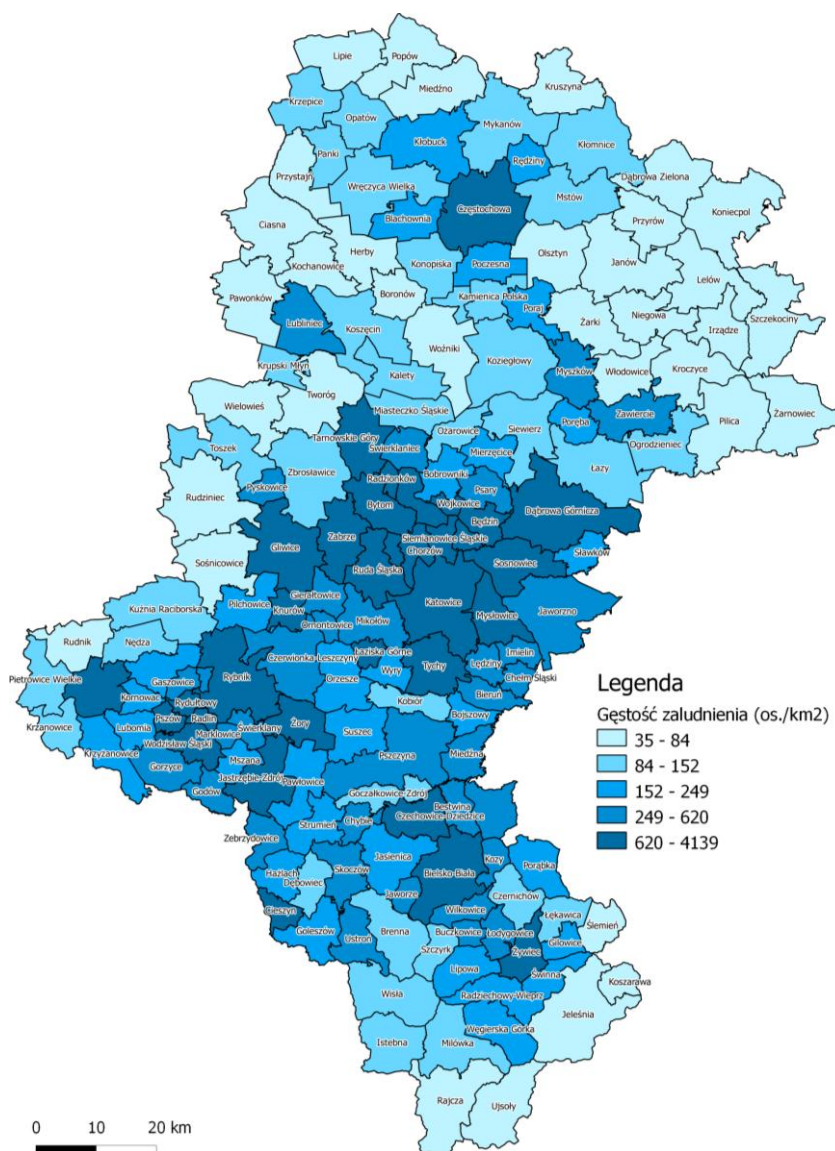 Lipie
Popów
Miedźno
Kruszyna
Krzepice
Opatów
Mykanów
Kłobuck
Kłomnice
Rędziny
Panki
Dąbrowa Zielona
Przystajń
Wręczyca Wielka
Mstów
Częstochowa
Koniecpol
Blachownia
Przyrów
Ciasna
Herby
Konopiska
Poczesna
Olsztyn
Janów
Kochanowice
Lelów
Boronów
Kamienica Polska
Pawonków
Poraj
Niegowa
Szczekociny
Lubliniec
Koszęcin
Żarki
Irządze
Woźniki
Koziegłowy
Krupski Młyn
Myszków
Włodowice
Kroczyce
Kalety
Tworóg
Wielowieś
Miasteczko Śląskie
Zawiercie
Pilica
Żarnowiec
Poręba
Ożarowice
Siewierz
Tarnowskie Góry
Świerklaniec
Mierzęcice
Ogrodzieniec
Toszek
Zbrosławice
Łazy
Radzionków
Bobrowniki
Pyskowice
Psary
Rudziniec
Bytom
Wojkowice
Dąbrowa Górnicza
Będzin
Zabrze
Siemianowice Śląskie
Gliwice
Chorzów
Sławków
Sośnicowice
Ruda Śląska
Sosnowiec
Gierałtowice
Katowice
Kuźnia Raciborska
Pilchowice
Knurów
Mysłowice
Jaworzno
Ornontowice
Mikołów
Rudnik
Nędza
Łaziska Górne
Imielin
Czerwionka-Leszczyny
Tychy
Lędziny
Pietrowice Wielkie
Gaszowice
Rybnik
Wyry
Chełm Śląski
Orzesze
Kornowac
Rydułtowy
Bieruń
Legenda
Kobiór
Krzanowice
Pszów
Radlin
Żory
Bojszowy
Gęstość zaludnienia (os./km2)
Lubomia
Świerklany
Suszec
Marklowice
Wodzisław Śląski
35 - 84
Krzyżanowice
Mszana
Pszczyna
Miedźna
84 - 152
Gorzyce
Jastrzębie-Zdrój
Pawłowice
152 - 249
Godów
Goczałkowice-Zdrój
249 - 620
Bestwina
Czechowice-Dziedzice
Strumień
Chybie
620 - 4139
Zebrzydowice
Jasienica
Kozy
Hażlach
Skoczów
Bielsko-Biała
Porąbka
Dębowiec
Jaworze
Czernichów
Cieszyn
Wilkowice
Łękawica
Goleszów
Ustroń
Brenna
Buczkowice
Łodygowice
Ślemień
Szczyrk
Żywiec
Gilowice
Lipowa
Świnna
Koszarawa
Wisła
Radziechowy-Wieprz
Jeleśnia
Węgierska Górka
Istebna
Milówka
Rajcza
Ujsoły
0 10 20 km